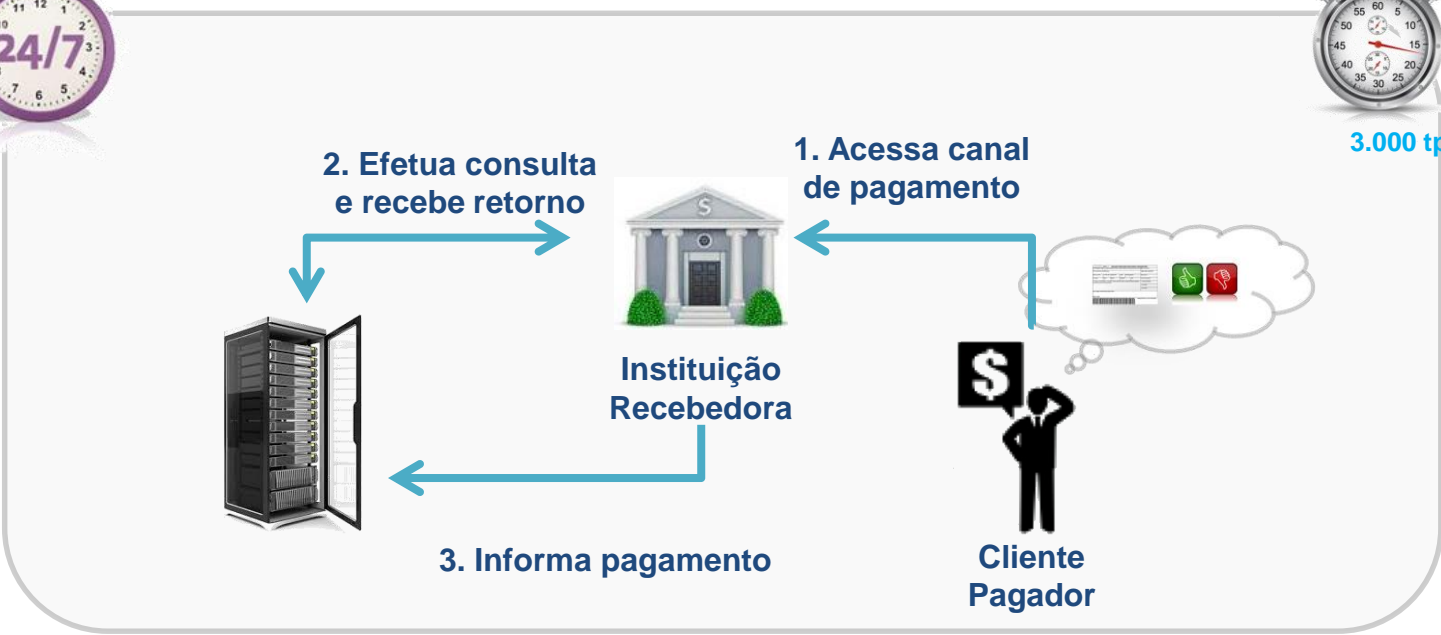 24/7
3.000
2. Efetua consulta
e recebe retorno
1. Acessa canal
de pagamento
$
Instituição
Recebedora
$
3. Informa pagamento
Cliente
Pagador